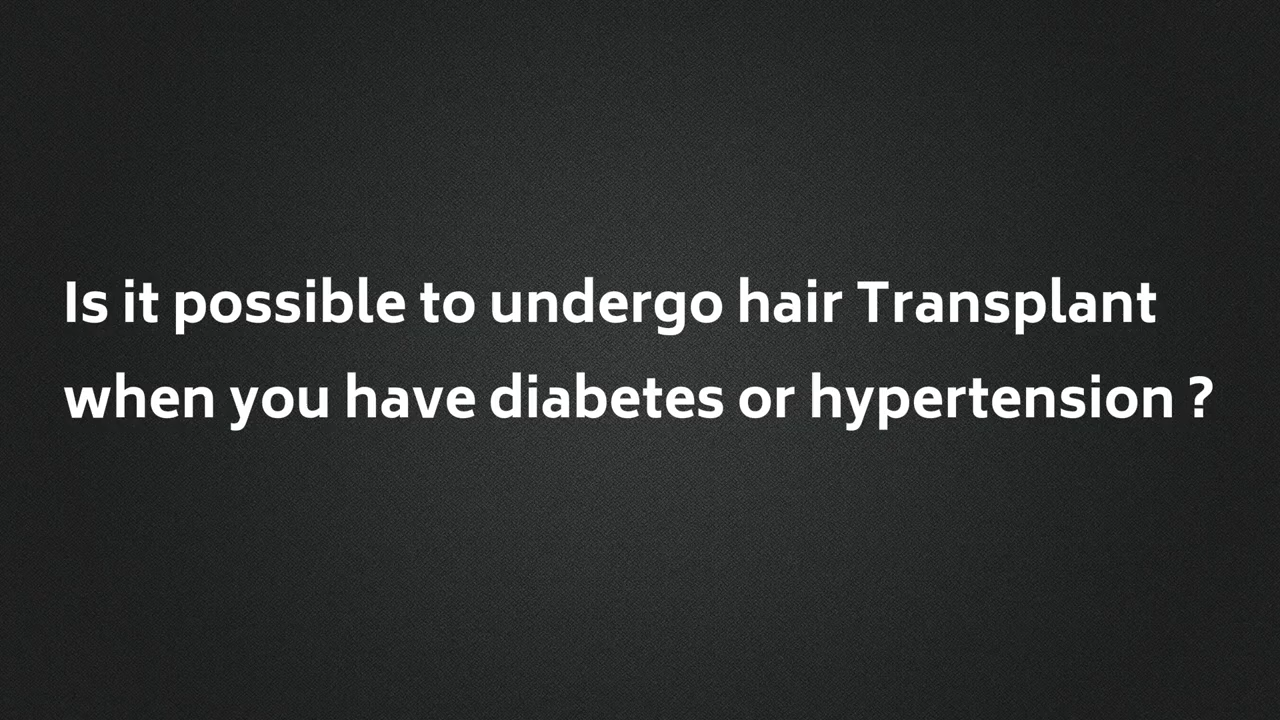 Is it possible to undergo hair Transplant
when you have diabetes or hypertension ?